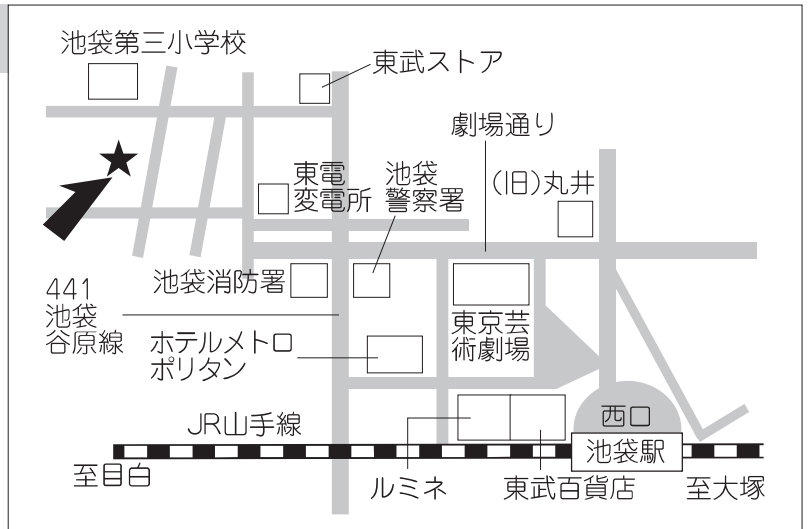 池袋第三小学校
東武ストア
劇場通り
東電
変電所
池袋
警察署
(旧)丸井
池袋消防署
441
池袋
谷原線
ホテルメトロ
ポリタン
東京芸
術劇場
JR山手線
西口
池袋駅
至目白
ルミネ
東武百貨店
至大塚